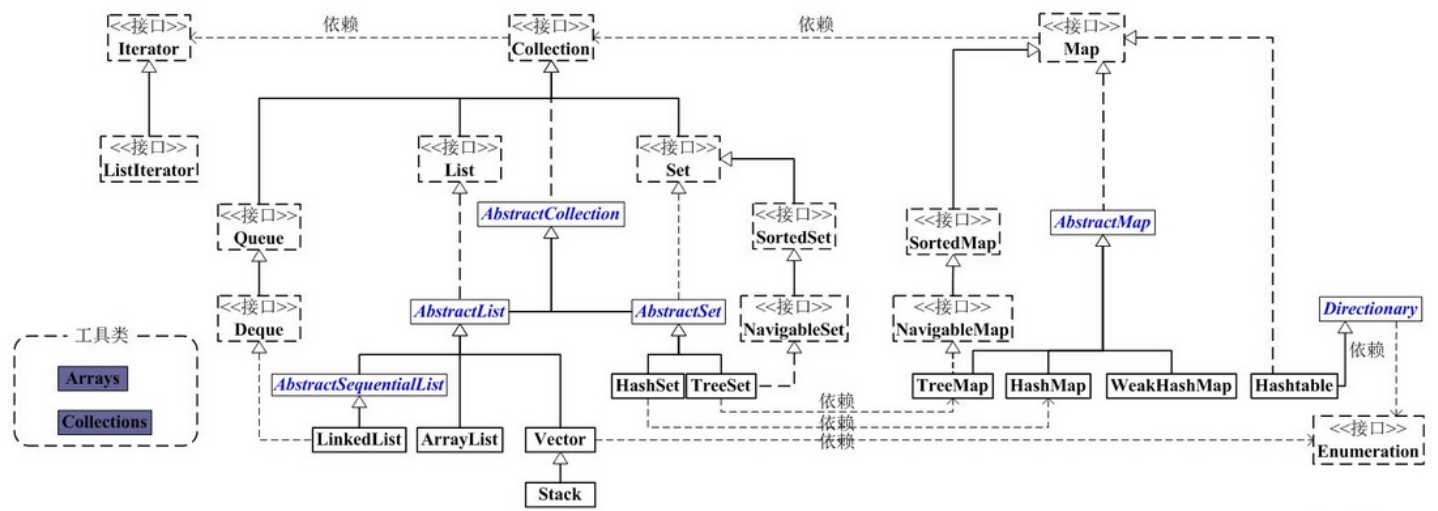 <<接口>>
Iterator
依赖
<<接口>>
Collection
依赖
<<接口>>
Map
<<接口>>
ListIterator
<<接口>>
List
<<接口>>
Set
<<接口>>
Queue
AbstractCollection
<<接口>>
SortedSet
<<接口>>
SortedMap
AbstractMap
<<接口>>
Deque
AbstractList
AbstractSet
<<接口>>
NavigableSet
<<接口>>
NavigableMap
Directionary
工具类
Arrays
Collections
依赖
AbstractSequentialList
HashSet
TreeSet
TreeMap
HashMap
WeakHashMap
Hashtable
依赖
依赖
依赖
LinkedList
ArrayList
Vector
<<接口>>
Enumeration
Stack